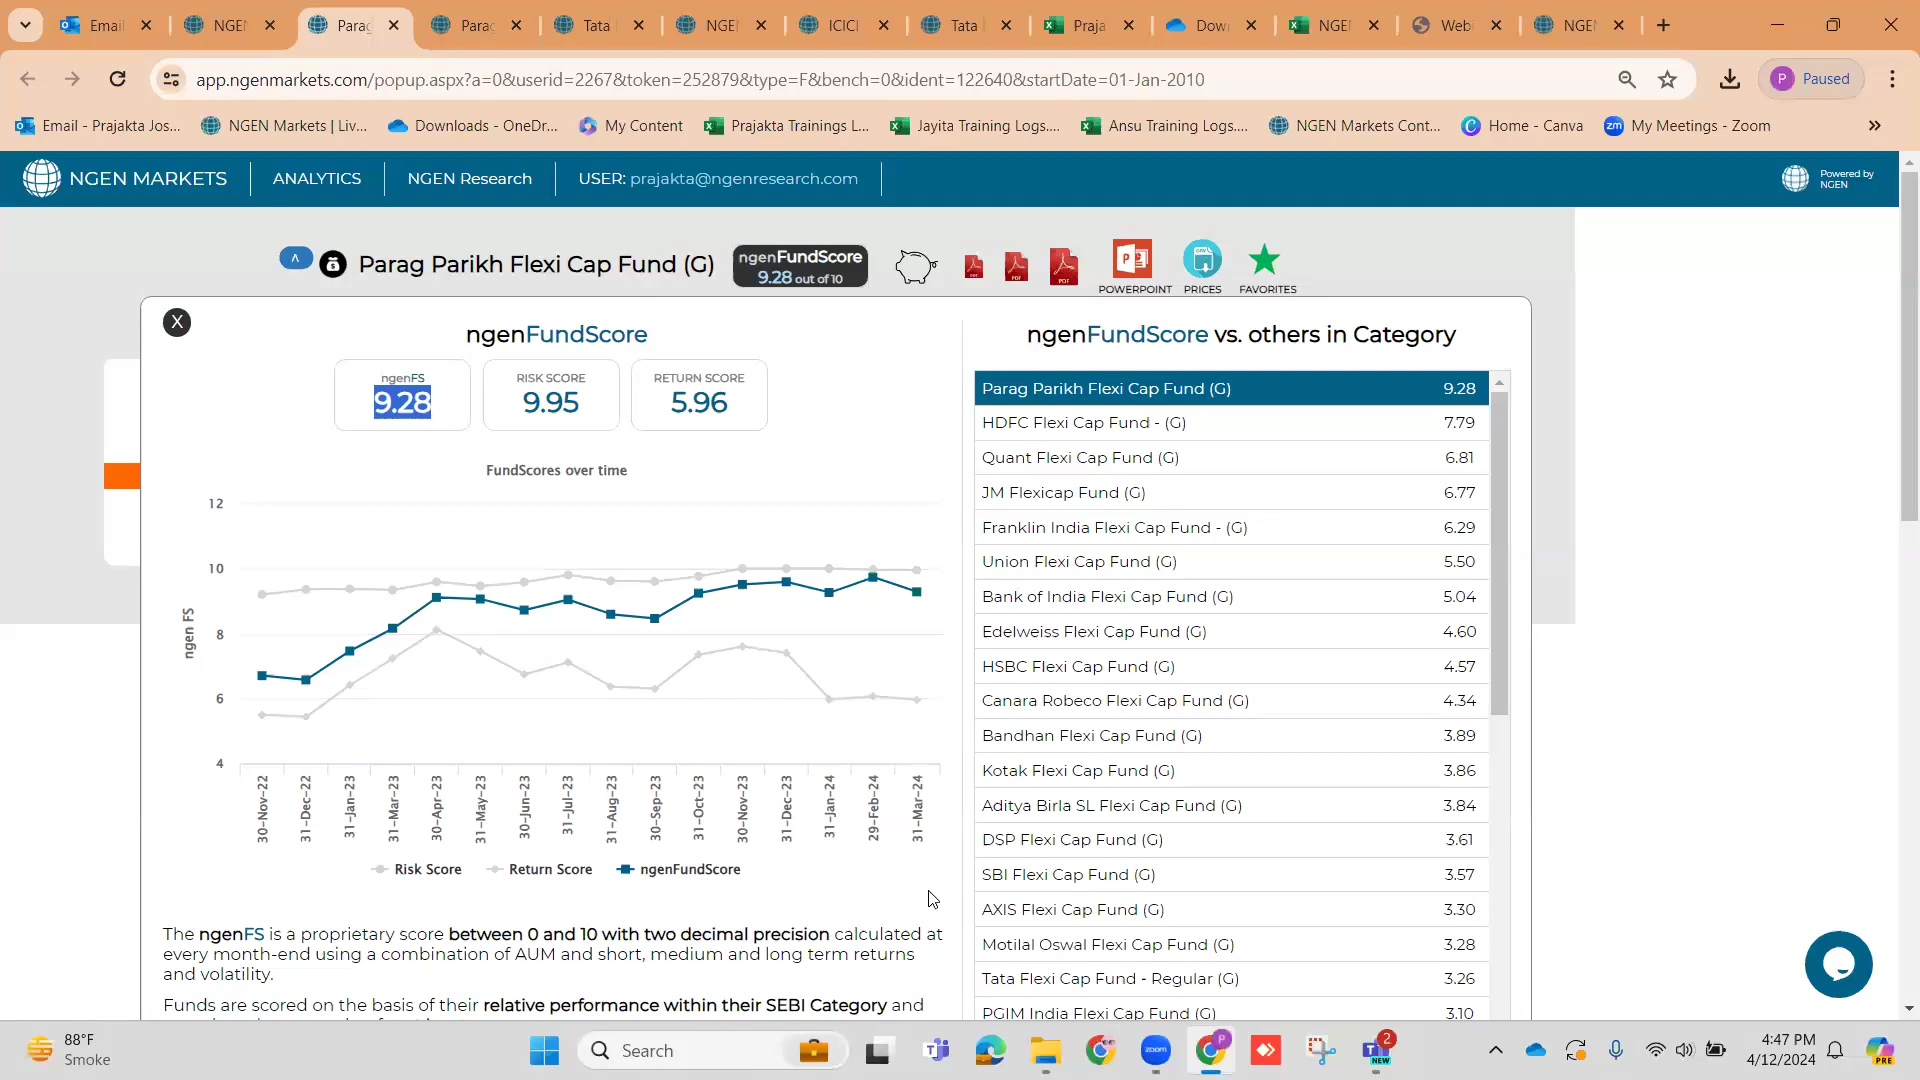 Email
NGEN
Parag
Parag
Tata
NGEN
ICICI
Tata
Praja
Down
NGE
Webi
NGEN
app.ngenmarkets.com/popup.aspx?a=0&userid=2267&token=252879&type=F&bench=0&ident=122640&startDate=01-Jan-2010
P Paused
Email - Prajakta Jos...
NGEN Markets | Liv...
Downloads - OneDr...
My Content
Prajakta Trainings L...
Jayita Training Logs....
Ansu Training Logs....
NGEN Markets Cont...
Home - Canva
My Meetings - Zoom
NGEN MARKETS
ANALYTICS
NGEN Research
USER: prajakta@ngenresearch.com
Powered by
NGEN
Parag Parikh Flexi Cap Fund (G)
ngenFundScore
9.28 out of 10
POWERPOINT
PRICES
FAVORITES
X
ngenFundScore
ngenFS
9.28
RISK SCORE
9.95
RETURN SCORE
5.96
FundScores over time
ngen FS
12
10
8
6
4
30-Nov-22
31-Dec-22
31-Jan-23
31-Mar-23
30-Apr-23
31-May-23
30-Jun-23
31-Jul-23
31-Aug-23
30-Sep-23
31-Oct-23
30-Nov-23
31-Dec-23
31-Jan-24
29-Feb-24
31-Mar-24
Risk Score
Return Score
ngenFundScore
The ngenFS is a proprietary score between 0 and 10 with two decimal precision calculated at
every month-end using a combination of AUM and short, medium and long term returns
and volatility.
Funds are scored on the basis of their relative performance within their SEBI Category and
ngenFundScore vs. others in Category
Parag Parikh Flexi Cap Fund (G) 9.28
HDFC Flexi Cap Fund - (G) 7.79
Quant Flexi Cap Fund (G) 6.81
JM Flexicap Fund (G) 6.77
Franklin India Flexi Cap Fund - (G) 6.29
Union Flexi Cap Fund (G) 5.50
Bank of India Flexi Cap Fund (G) 5.04
Edelweiss Flexi Cap Fund (G) 4.60
HSBC Flexi Cap Fund (G) 4.57
Canara Robeco Flexi Cap Fund (G) 4.34
Bandhan Flexi Cap Fund (G) 3.89
Kotak Flexi Cap Fund (G) 3.86
Aditya Birla SL Flexi Cap Fund (G) 3.84
DSP Flexi Cap Fund (G) 3.61
SBI Flexi Cap Fund (G) 3.57
AXIS Flexi Cap Fund (G) 3.30
Motilal Oswal Flexi Cap Fund (G) 3.28
Tata Flexi Cap Fund - Regular (G) 3.26
PGIM India Flexi Cap Fund (G) 3.10
88°F
Smoke
Search
zoom
2
NEW
4:47 PM
4/12/2024
PRE